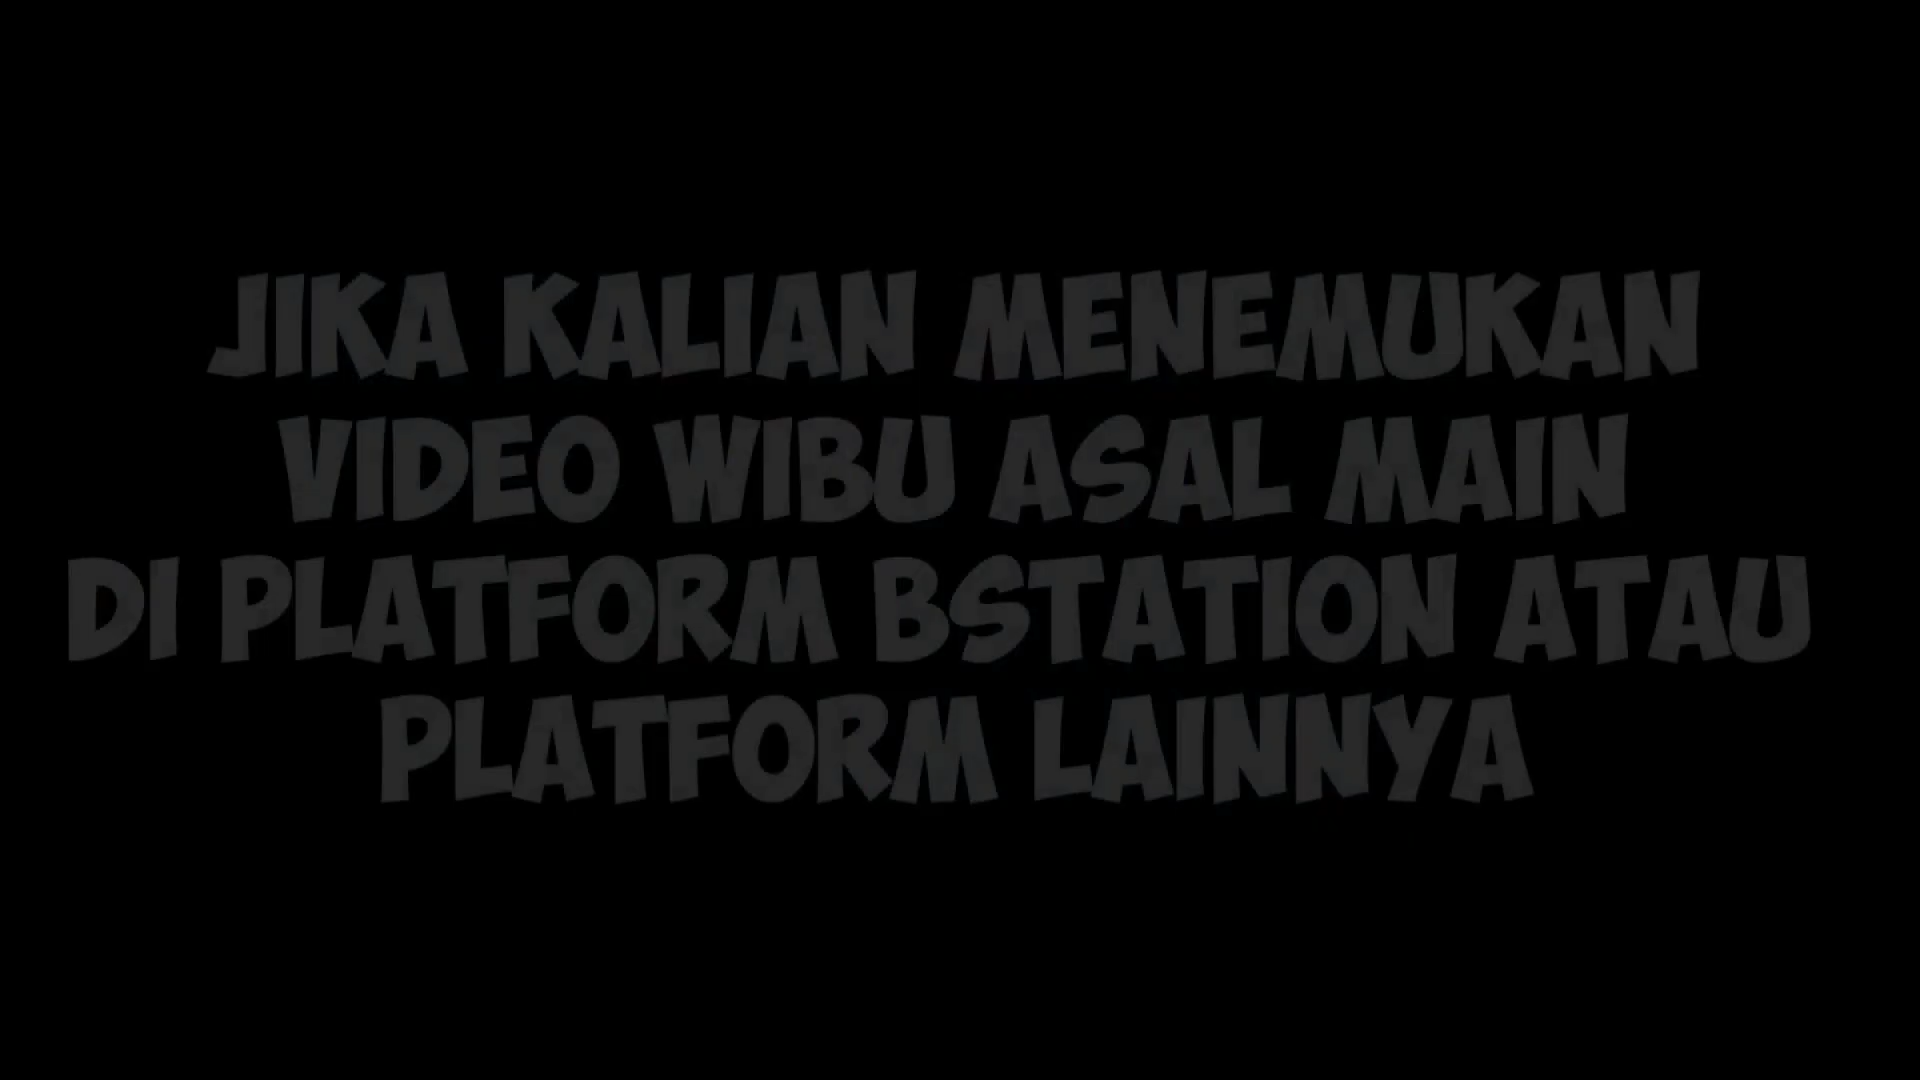 JIKA KALIAN MENEMUKAN
VIDEO WIBU ASAL MAIN
DI PLATFORM BSTATION ATAU
PLATFORM LAINNYA